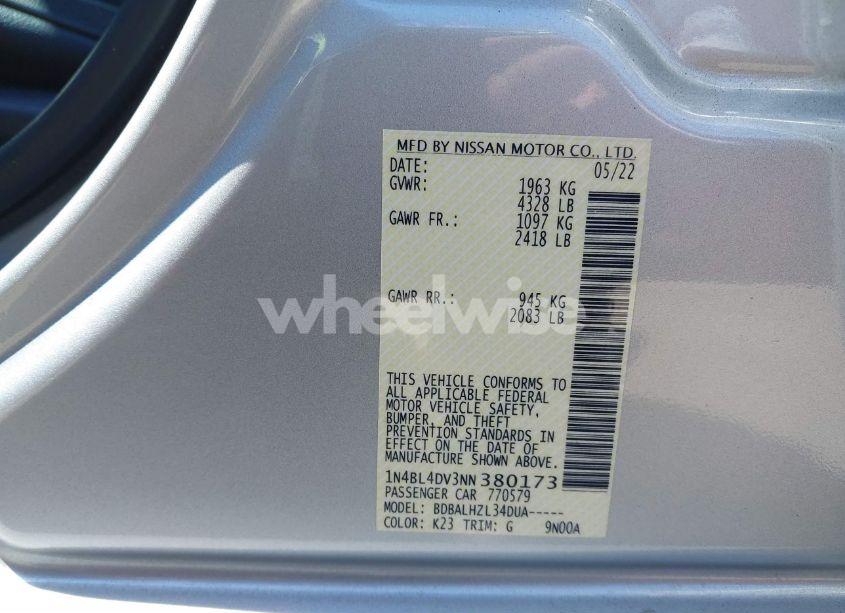 MFD BY NISSAN MOTOR CO., LTD.
DATE: 05/22
GVWR: 1963 KG
4328 LB
GAWR FR.: 1097 KG
2418 LB
GAWR RR.: 945 KG
2083 LB
wheelwise
THIS VEHICLE CONFORMS TO
ALL APPLICABLE FEDERAL
MOTOR VEHICLE SAFETY,
BUMPER, AND THEFT
PREVENTION STANDARDS IN
EFFECT ON THE DATE OF
MANUFACTURE SHOWN ABOVE.
1N4BL4DV3NN380173
PASSENGER CAR 770579
MODEL: BDBALHZL34DUA-----
COLOR: K23 TRIM: G 9N00A